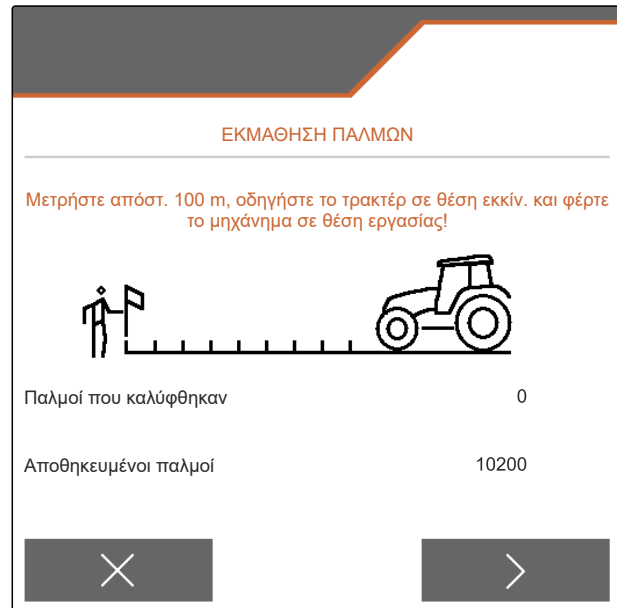 ΕΚΜΑΘΗΣΗ ΠΑΛΜΩΝ
Μετρήστε απόστ. 100 m, οδηγήστε το τρακτέρ σε θέση εκκίν. και φέρτε
το μηχάνημα σε θέση εργασίας!
Παλμοί που καλύφθηκαν 0
Αποθηκευμένοι παλμοί 10200